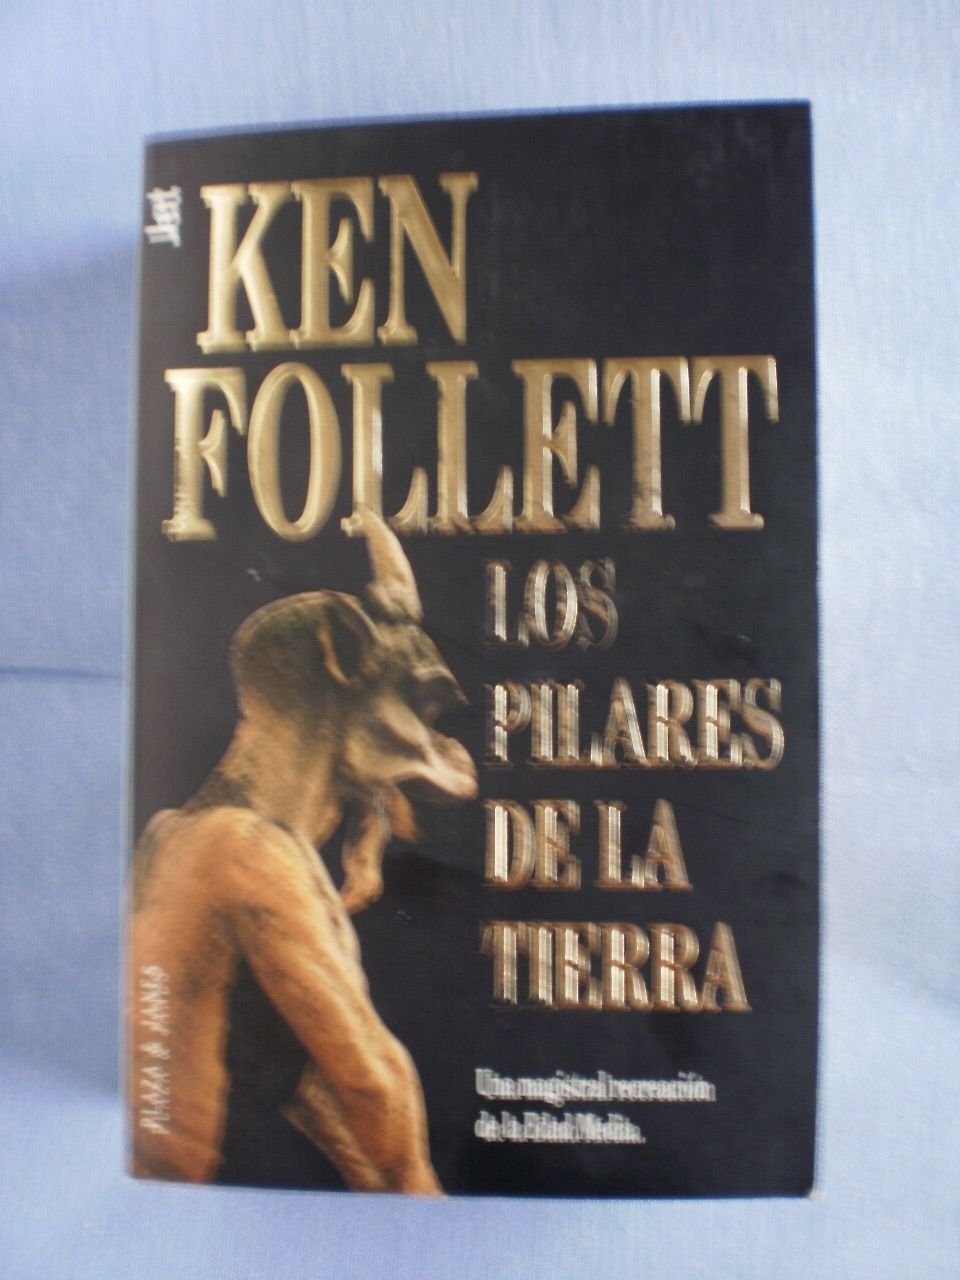 KEN
FOLLETT
LOS
PILARES
DE LA
TIERRA
Una magistral recreación
de la Edad Media.
PLAZA & JANES